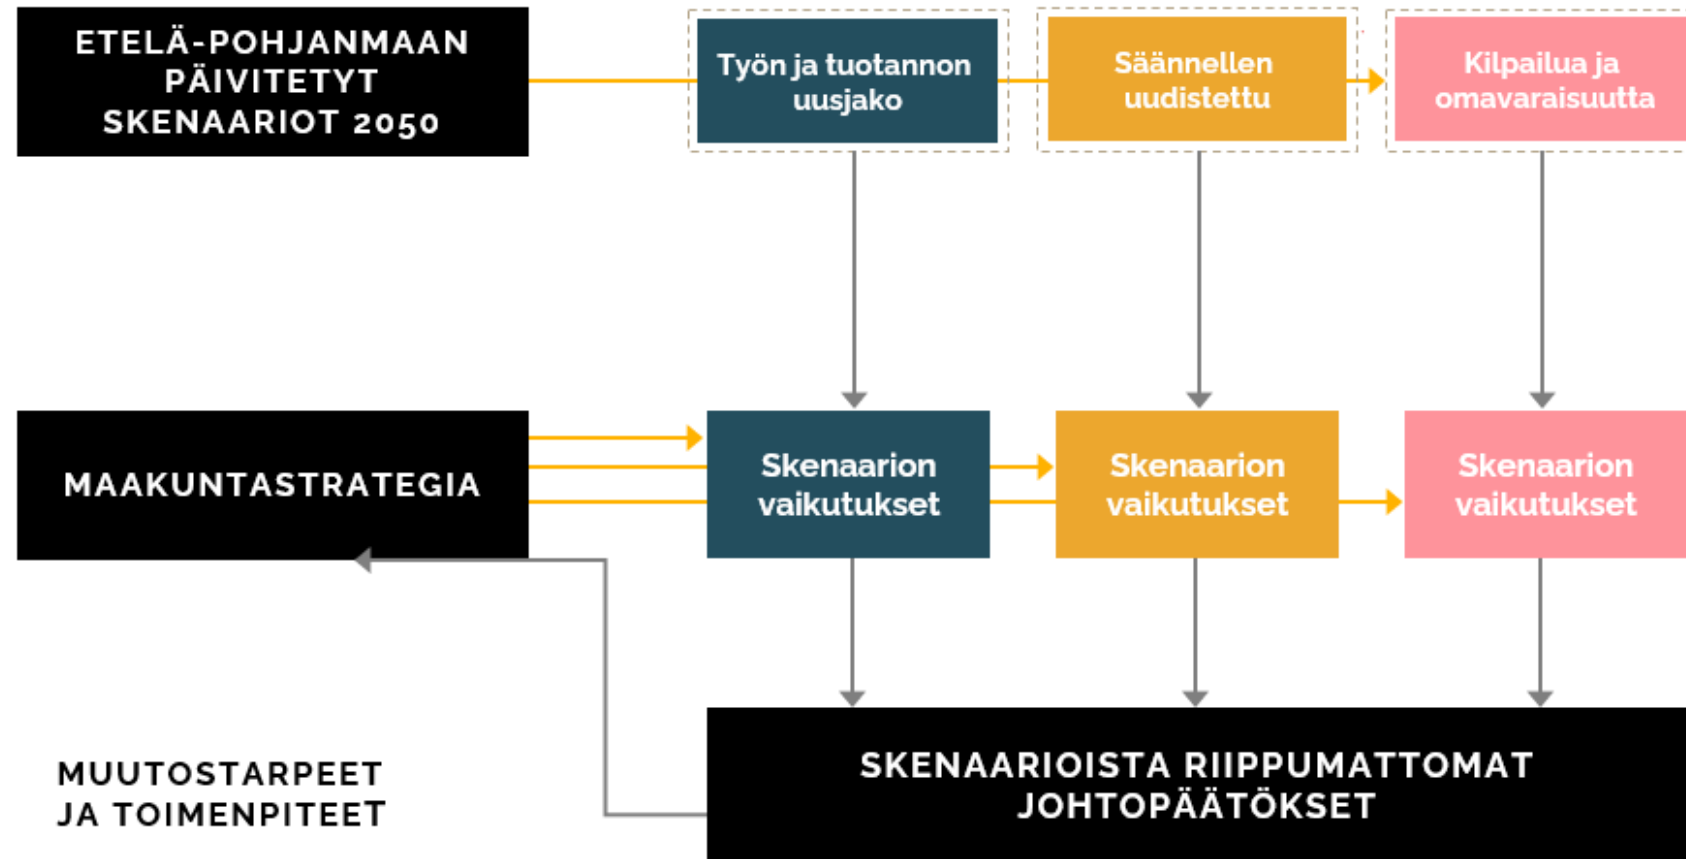 ETELÄ-POHJANMAAN
PÄIVITETYT
SKENAARIOT 2050
Työn ja tuotannon
uusjako
Säännellen
uudistettu
Kilpailua ja
omavaraisuutta
MAAKUNTASTRATEGIA
Skenaarion
vaikutukset
Skenaarion
vaikutukset
Skenaarion
vaikutukset
MUUTOSTARPEET
JA TOIMENPITEET
SKENAARIOISTA RIIPPUMATTOMAT
JOHTOPÄÄTÖKSET